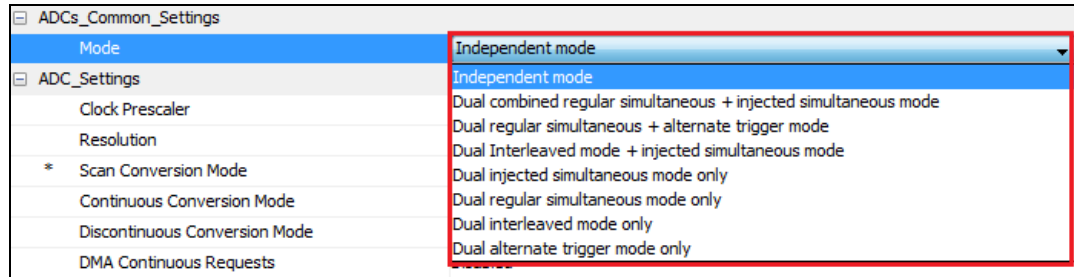 ADCs_Common_Settings
Mode Independent mode
ADC_Settings Independent mode
Clock Prescaler Dual combined regular simultaneous + injected simultaneous mode
Resolution Dual regular simultaneous + alternate trigger mode
* Scan Conversion Mode Dual Interleaved mode + injected simultaneous mode
Dual injected simultaneous mode only
Continuous Conversion Mode Dual regular simultaneous mode only
Discontinuous Conversion Mode Dual interleaved mode only
DMA Continuous Requests Dual alternate trigger mode only